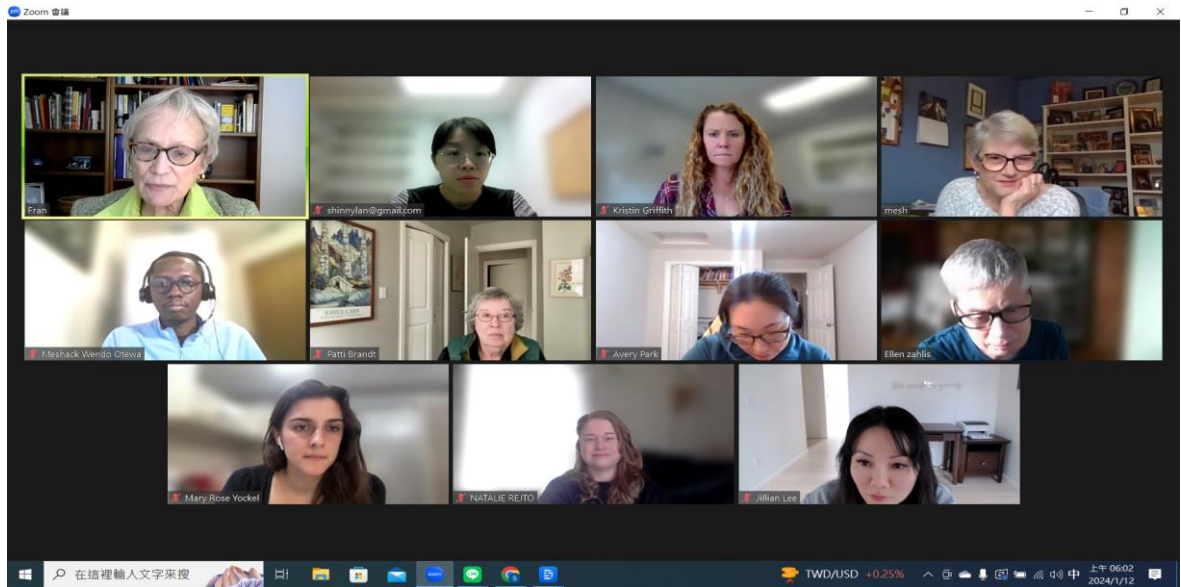 Zoom 會議
Fran
shinnylan@gmail.com
Kristin Griffith
mesh
EMILY CARR
Meshack Wendo Otewa
Patti Brandt
Avery Park
Ellen zahlis
Mary Rose Yockel
NATALIE REJTO
Jillian Lee
在這裡輸入文字來搜
zoom
LINE
TWD/USD +0.25%
中
上午 06:02
2024/1/12